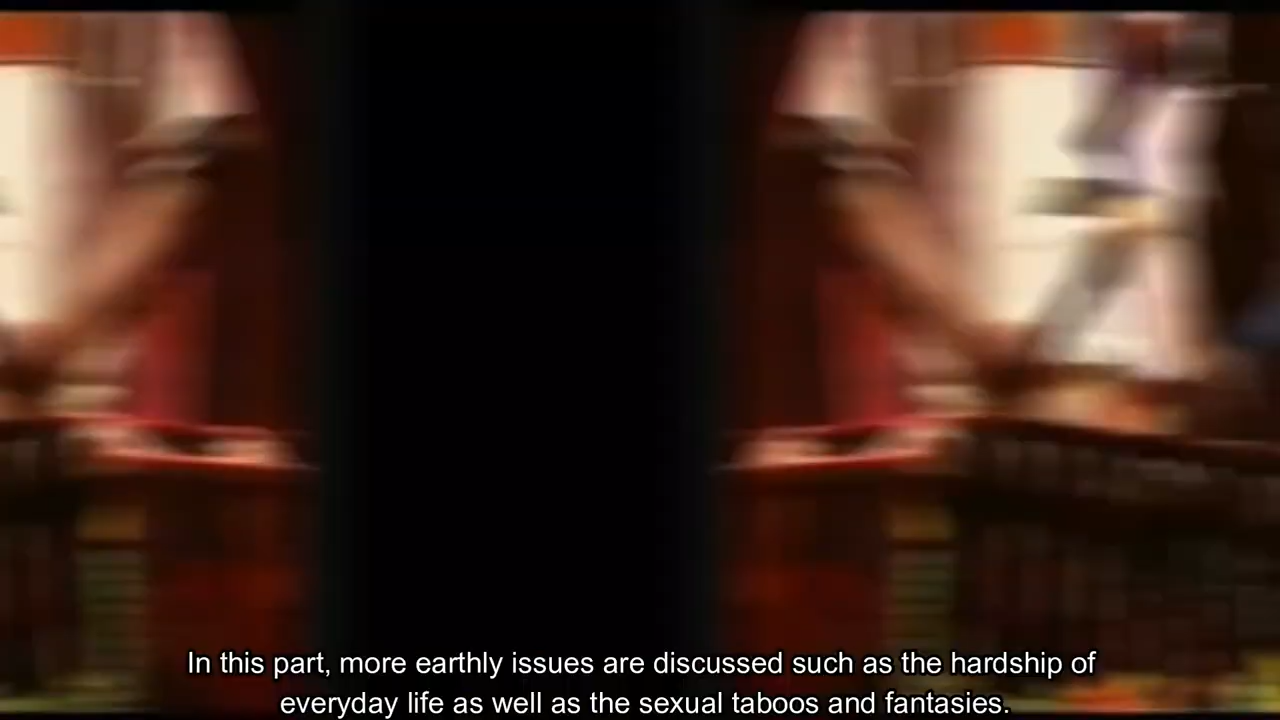 In this part, more earthly issues are discussed such as the hardship of
everyday life as well as the sexual taboos and fantasies.